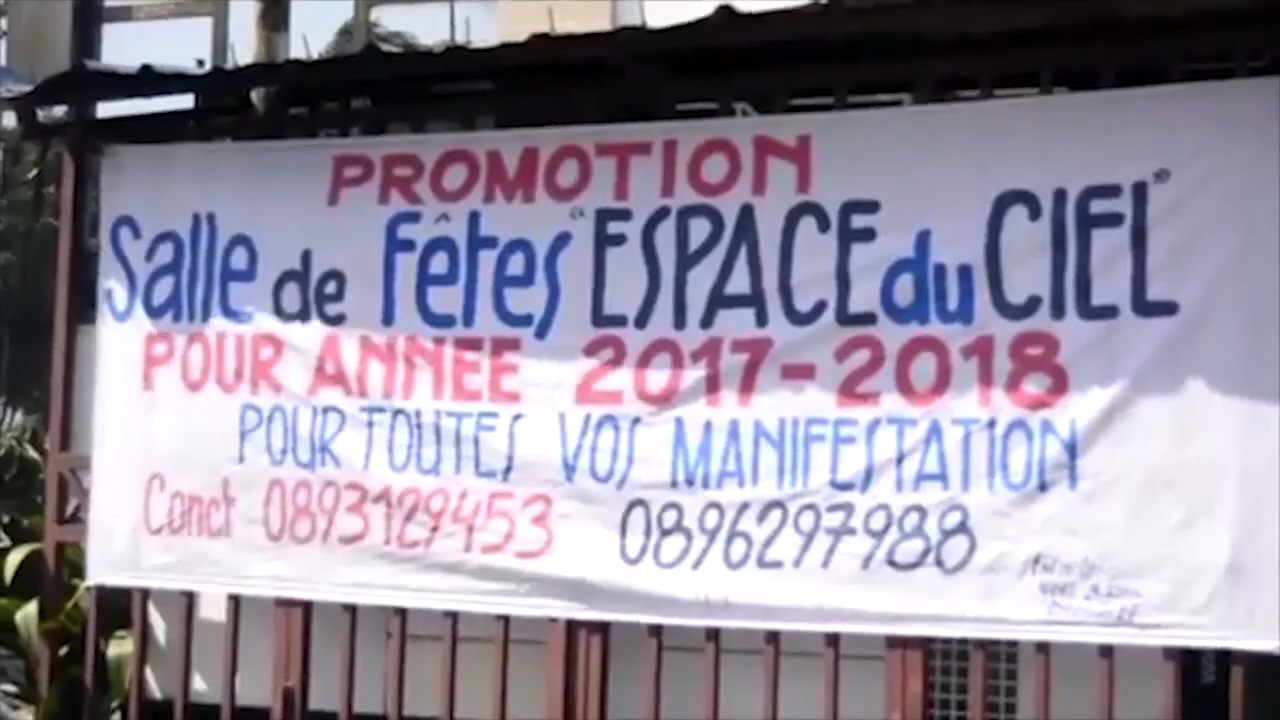 PROMOTION
Salle de Fêtes "ESPACE du CIEL"
POUR ANNEE 2017-2018
POUR TOUTES VOS MANIFESTATION
Conct 0893129453 0896297988